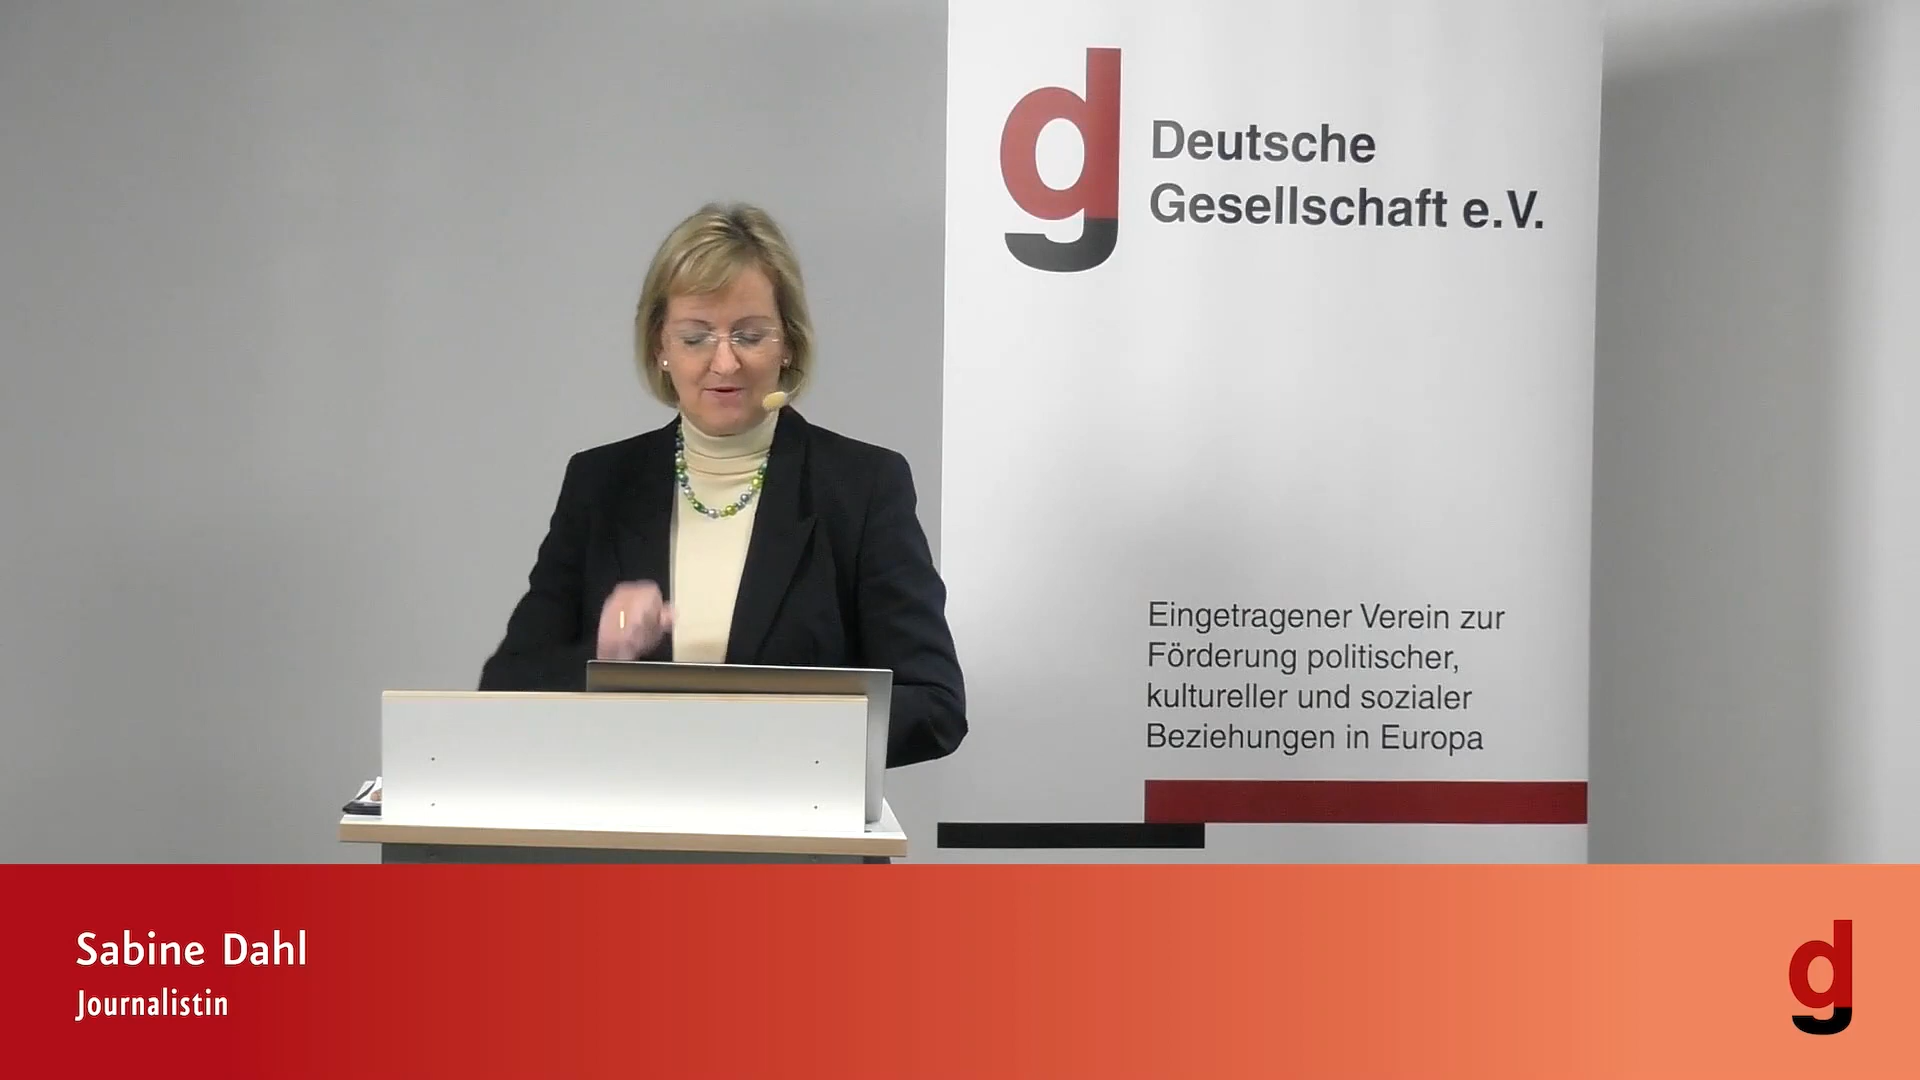 Deutsche
Gesellschaft e.V.
Eingetragener Verein zur
Förderung politischer,
kultureller und sozialer
Beziehungen in Europa
Sabine Dahl
Journalistin